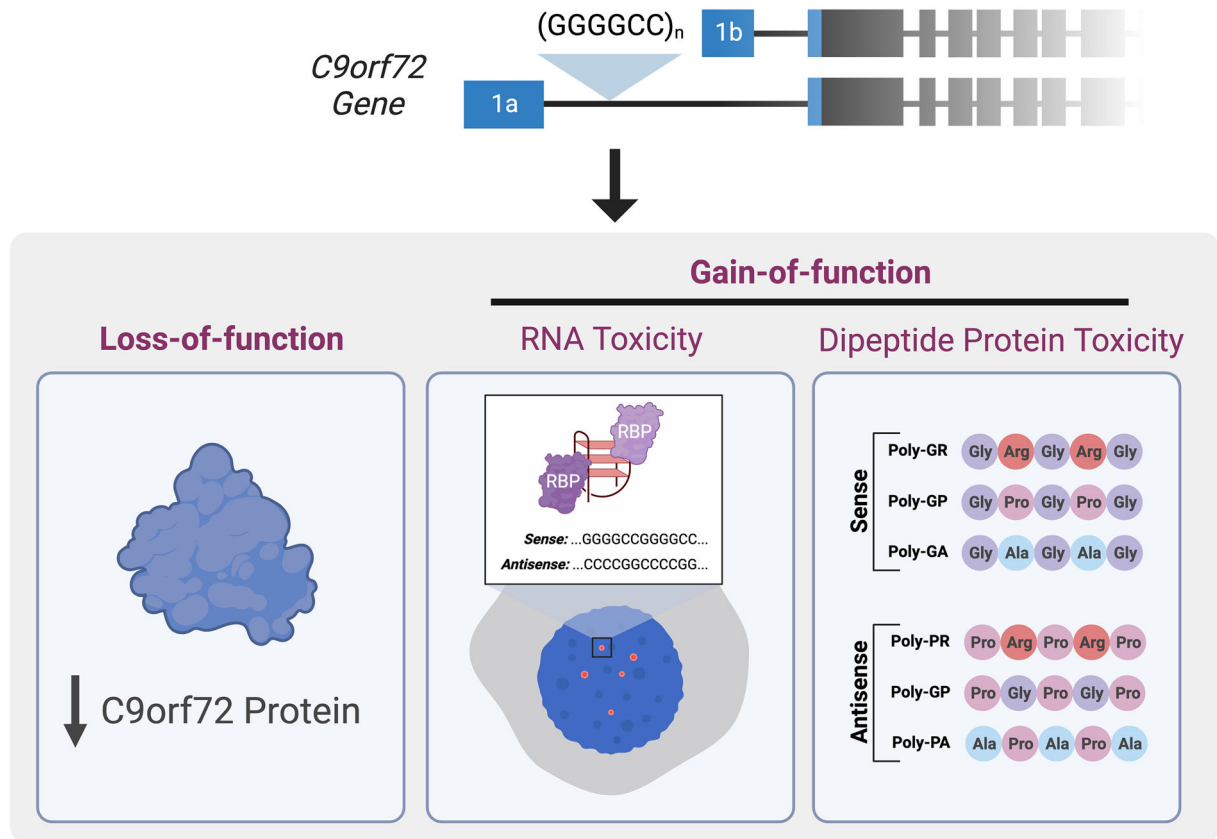 (GGGGCC)n
1b
C9orf72
Gene
1a
Gain-of-function
Loss-of-function
RNA Toxicity
Dipeptide Protein Toxicity
RBP
RBP
Sense: ...GGGGCCGGGGCC...
Antisense: ...CCCCGGCCCCGG...
↓ C9orf72 Protein
Sense
Poly-GR Gly Arg Gly Arg Gly
Poly-GP Gly Pro Gly Pro Gly
Poly-GA Gly Ala Gly Ala Gly
Antisense
Poly-PR Pro Arg Pro Arg Pro
Poly-GP Pro Gly Pro Gly Pro
Poly-PA Ala Pro Ala Pro Ala